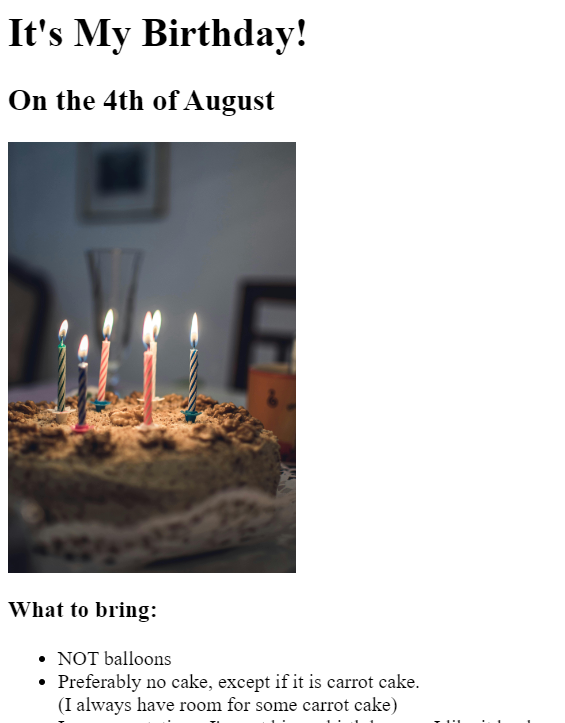 It's My Birthday!
On the 4th of August
What to bring:
NOT balloons
Preferably no cake, except if it is carrot cake.
(I always have room for some carrot cake)